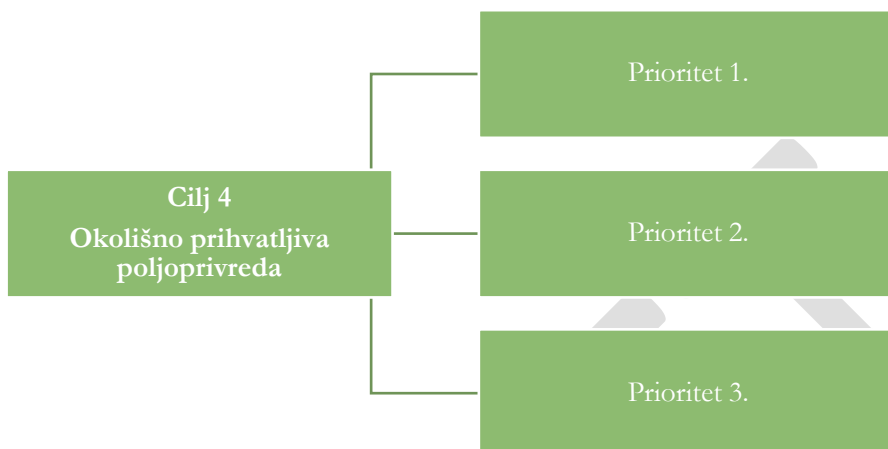 Prioritet 1.
Cilj 4
Okolišno prihvatljiva
poljoprivreda
Prioritet 2.
Prioritet 3.